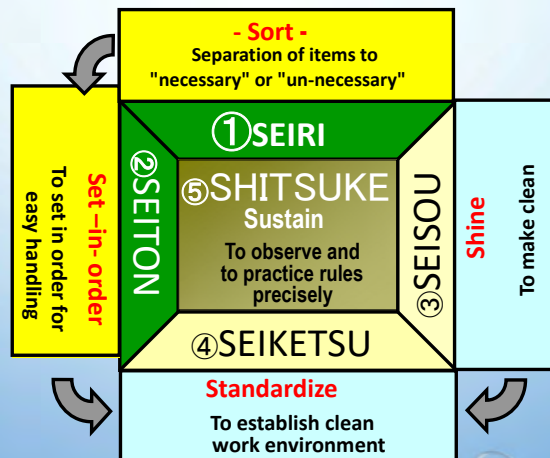 - Sort -
Separation of items to
"necessary" or "un-necessary"
①SEIRI
②SEITON
Set –in- order
To set in order for
easy handling
⑤SHITSUKE
Sustain
To observe and
to practice rules
precisely
③SEISOU
Shine
To make clean
④SEIKETSU
Standardize
To establish clean
work environment